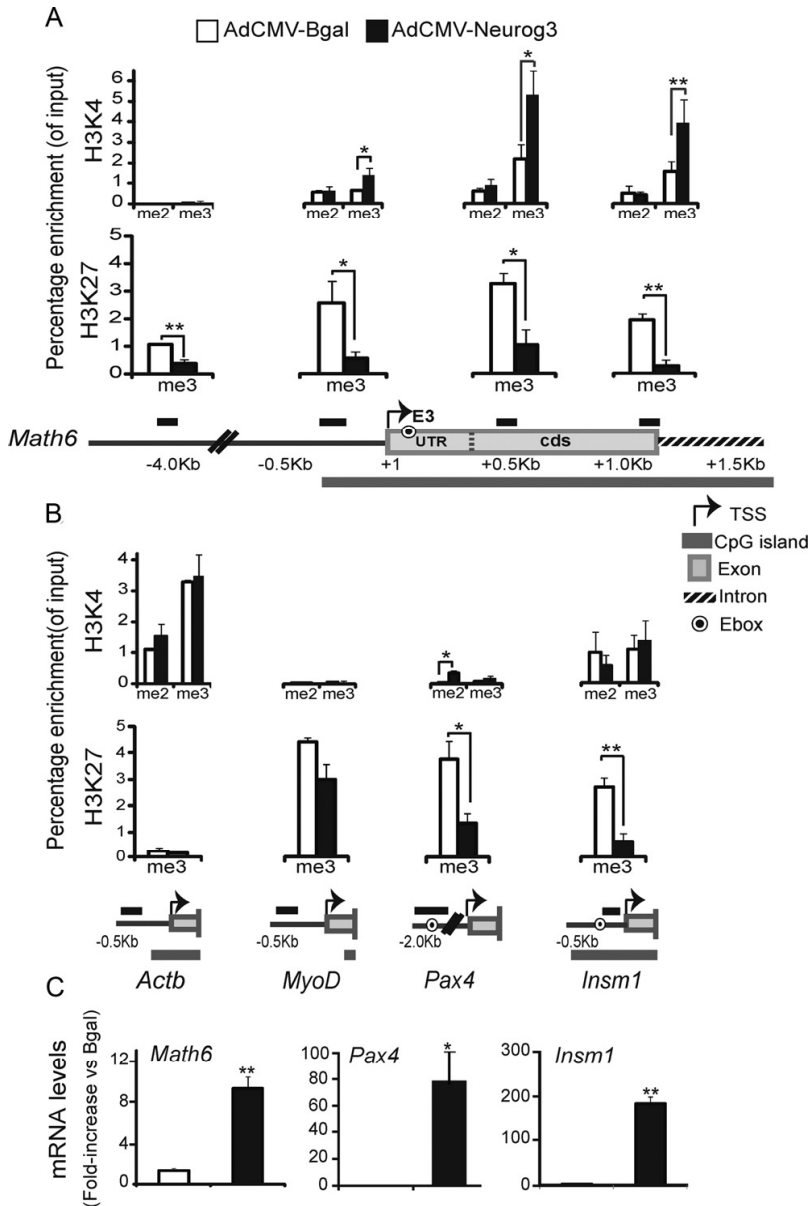 A
AdCMV-Bgal AdCMV-Neurog3
Percentage enrichment (of input)
H3K4
6
5
4
3
2
1
0
me2 me3
*
me2 me3
*
me2 me3
**
me2 me3
H3K27
5
4
3
2
1
0
**
me3
*
me3
*
me3
**
me3
Math6
E3
UTR
cds
-4.0Kb -0.5Kb +1 +0.5Kb +1.0Kb +1.5Kb
TSS
CpG island
Exon
Intron
Ebox
B
Percentage enrichment(of input)
H3K4
4
3
2
1
0
me2 me3
me2 me3
*
me2 me3
me2 me3
H3K27
5
4
3
2
1
0
me3
me3
*
me3
**
me3
-0.5Kb -0.5Kb -2.0Kb -0.5Kb
Actb MyoD Pax4 Insm1
C
mRNA levels
(Fold-increase vs Bgal)
Math6
12
8
4
0
**
Pax4
100
80
60
40
20
0
*
Insm1
300
200
100
0
**